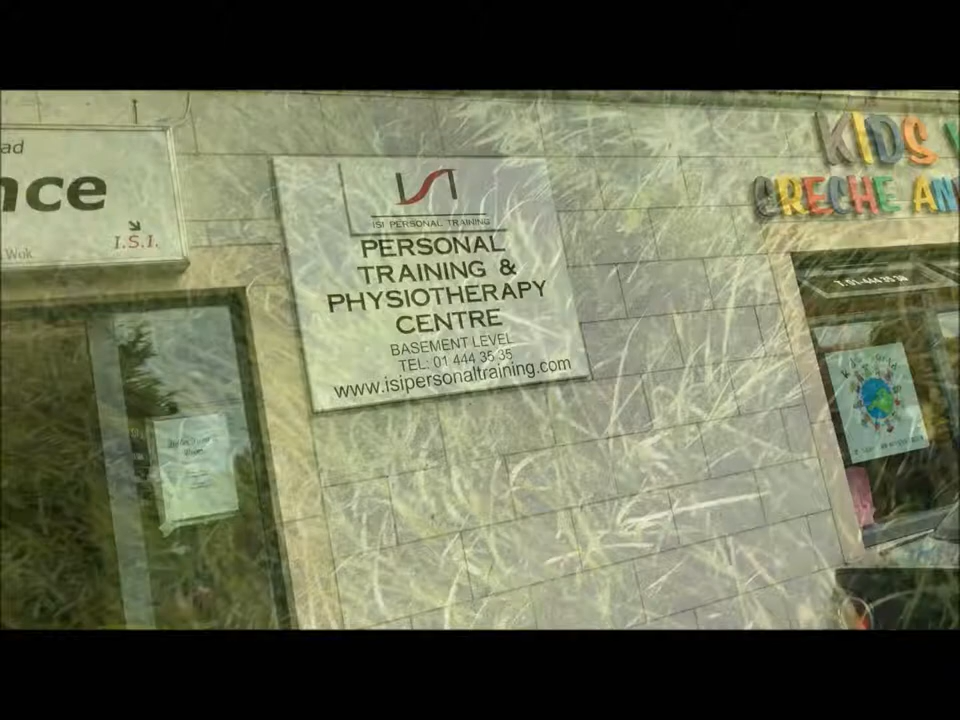 ad
nce
Wok
I.S.I.
ISI
ISI PERSONAL TRAINING
PERSONAL
TRAINING &
PHYSIOTHERAPY
CENTRE
BASEMENT LEVEL
TEL: 01 444 35 35
www.isipersonaltraining.com
KIDS
CRECHE AN